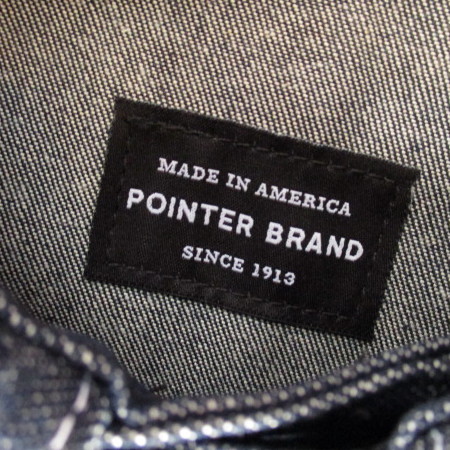 MADE IN AMERICA
POINTER BRAND
SINCE 1913